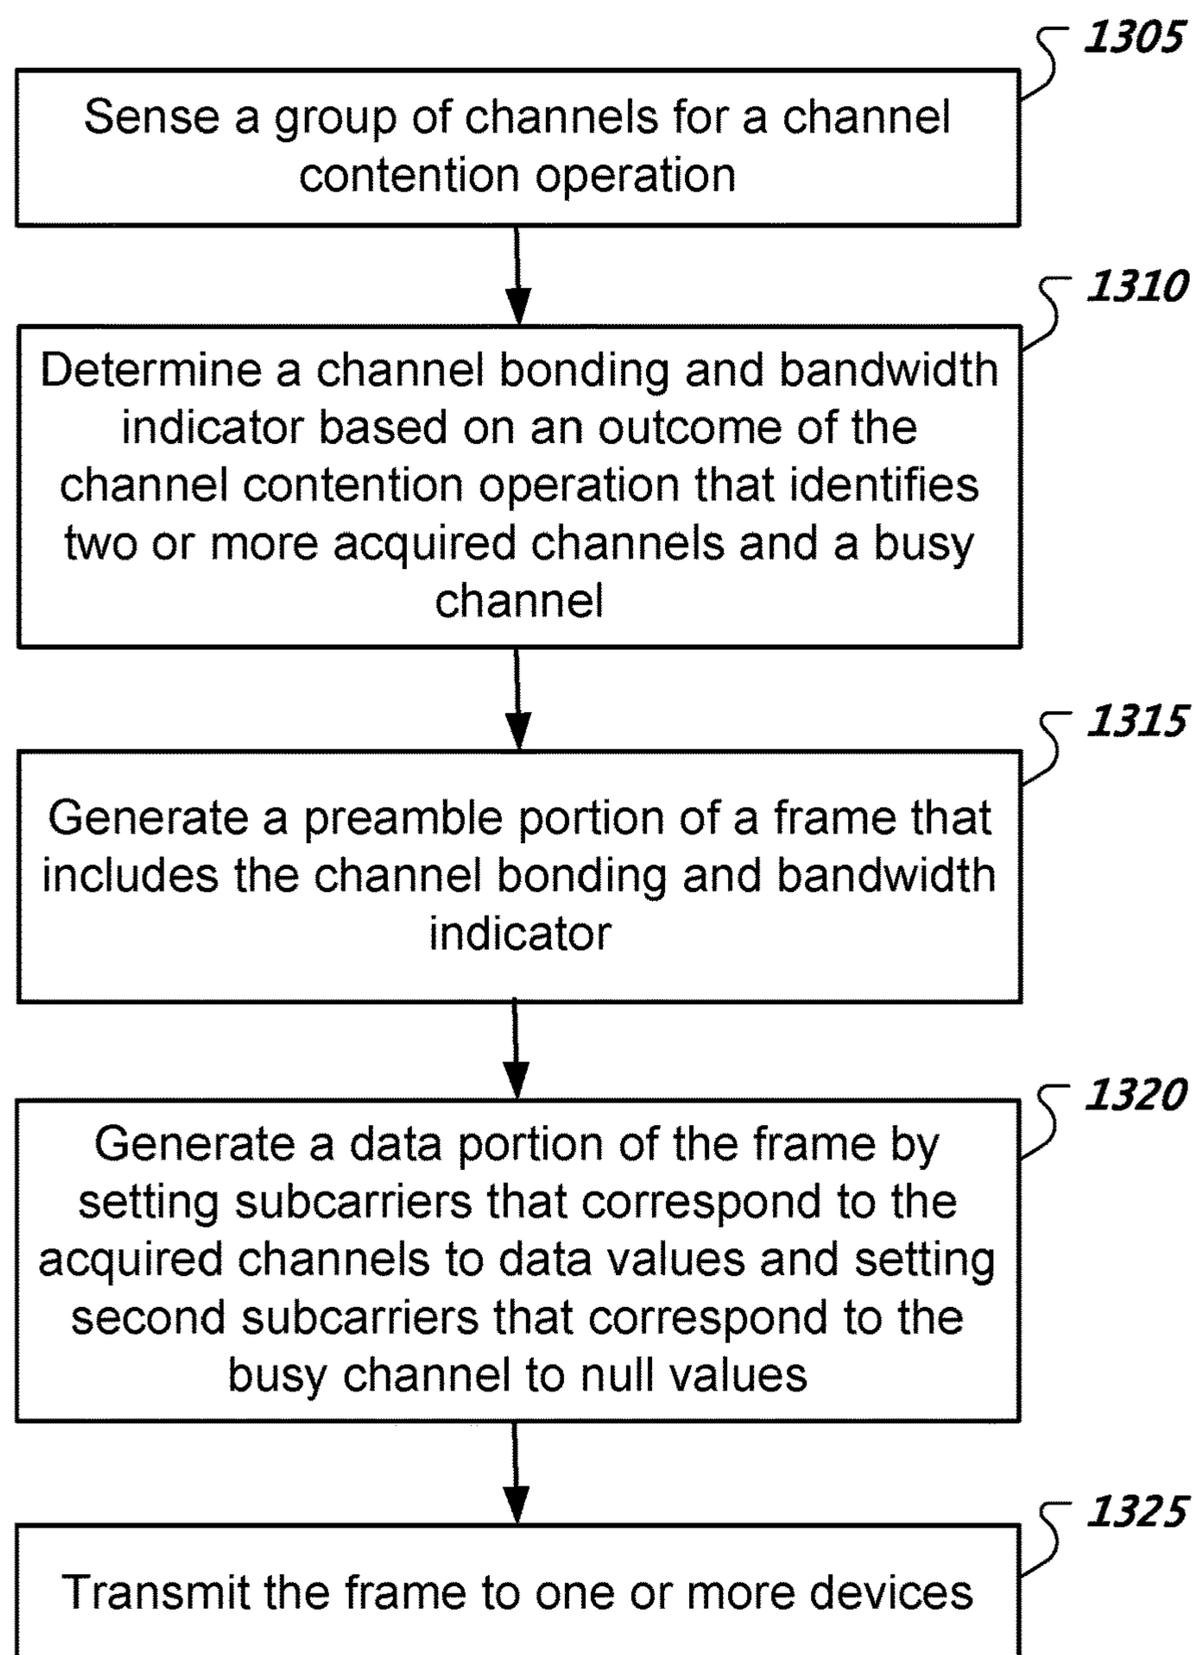 1305
Sense a group of channels for a channel
contention operation
1310
Determine a channel bonding and bandwidth
indicator based on an outcome of the
channel contention operation that identifies
two or more acquired channels and a busy
channel
1315
Generate a preamble portion of a frame that
includes the channel bonding and bandwidth
indicator
1320
Generate a data portion of the frame by
setting subcarriers that correspond to the
acquired channels to data values and setting
second subcarriers that correspond to the
busy channel to null values
1325
Transmit the frame to one or more devices